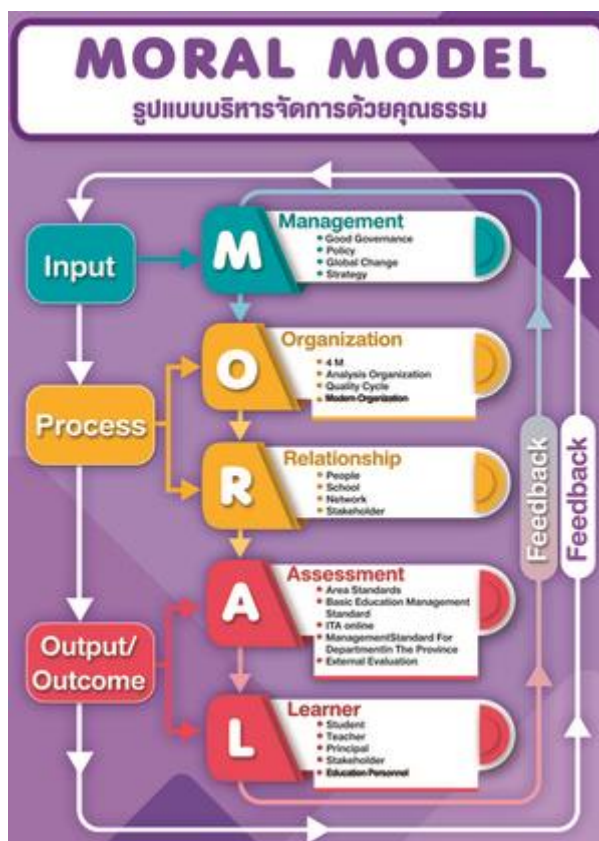 MORAL MODEL
รูปแบบบริหารจัดการด้วยคุณธรรม
Input
M
Management
Good Governance
Policy
Global Change
Strategy
Process
O
Organization
4 M
Analysis Organization
Quality Cycle
Modern Organization
R
Relationship
People
School
Network
Stakeholder
Output/
Outcome
A
Assessment
Area Standards
Basic Education Management
Standard
ITA online
ManagementStandard For
DepartmentIn The Province
External Evaluation
L
Learner
Student
Teacher
Principal
Stakeholder
Education Personnel
Feedback
Feedback